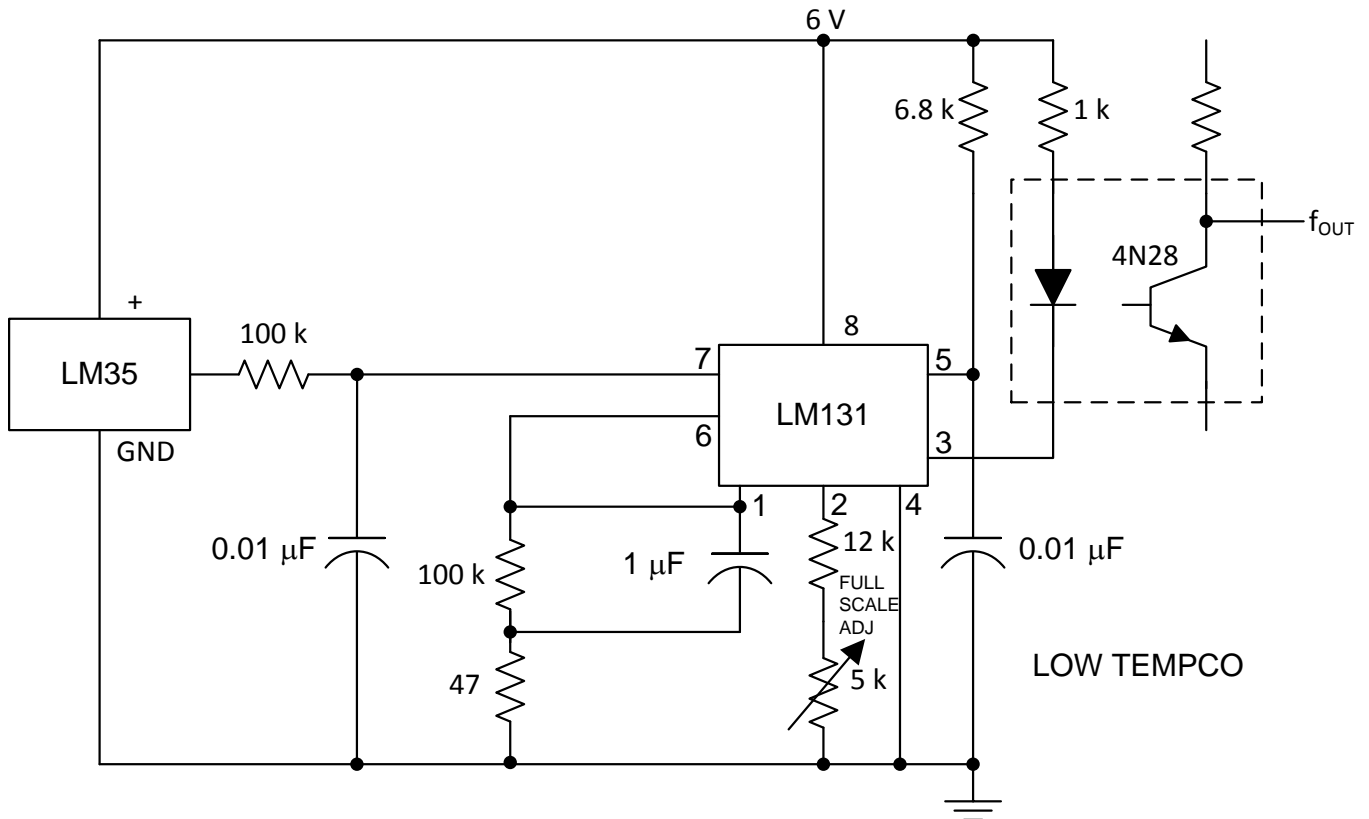 6 V
6.8 k
1 k
f_OUT
4N28
+
LM35
GND
100 k
7
8
5
LM131
6
3
1
2
4
0.01 µF
100 k
1 µF
12 k
FULL
SCALE
ADJ
0.01 µF
47
5 k
LOW TEMPCO